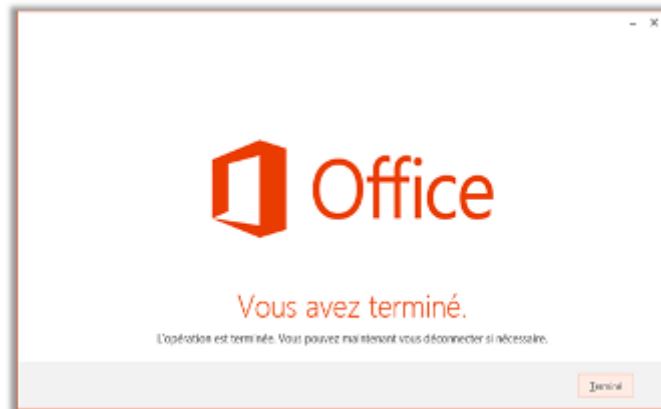 Office
Vous avez terminé.
L'opération est terminée. Vous pouvez maintenant vous déconnecter si nécessaire.
Terminé